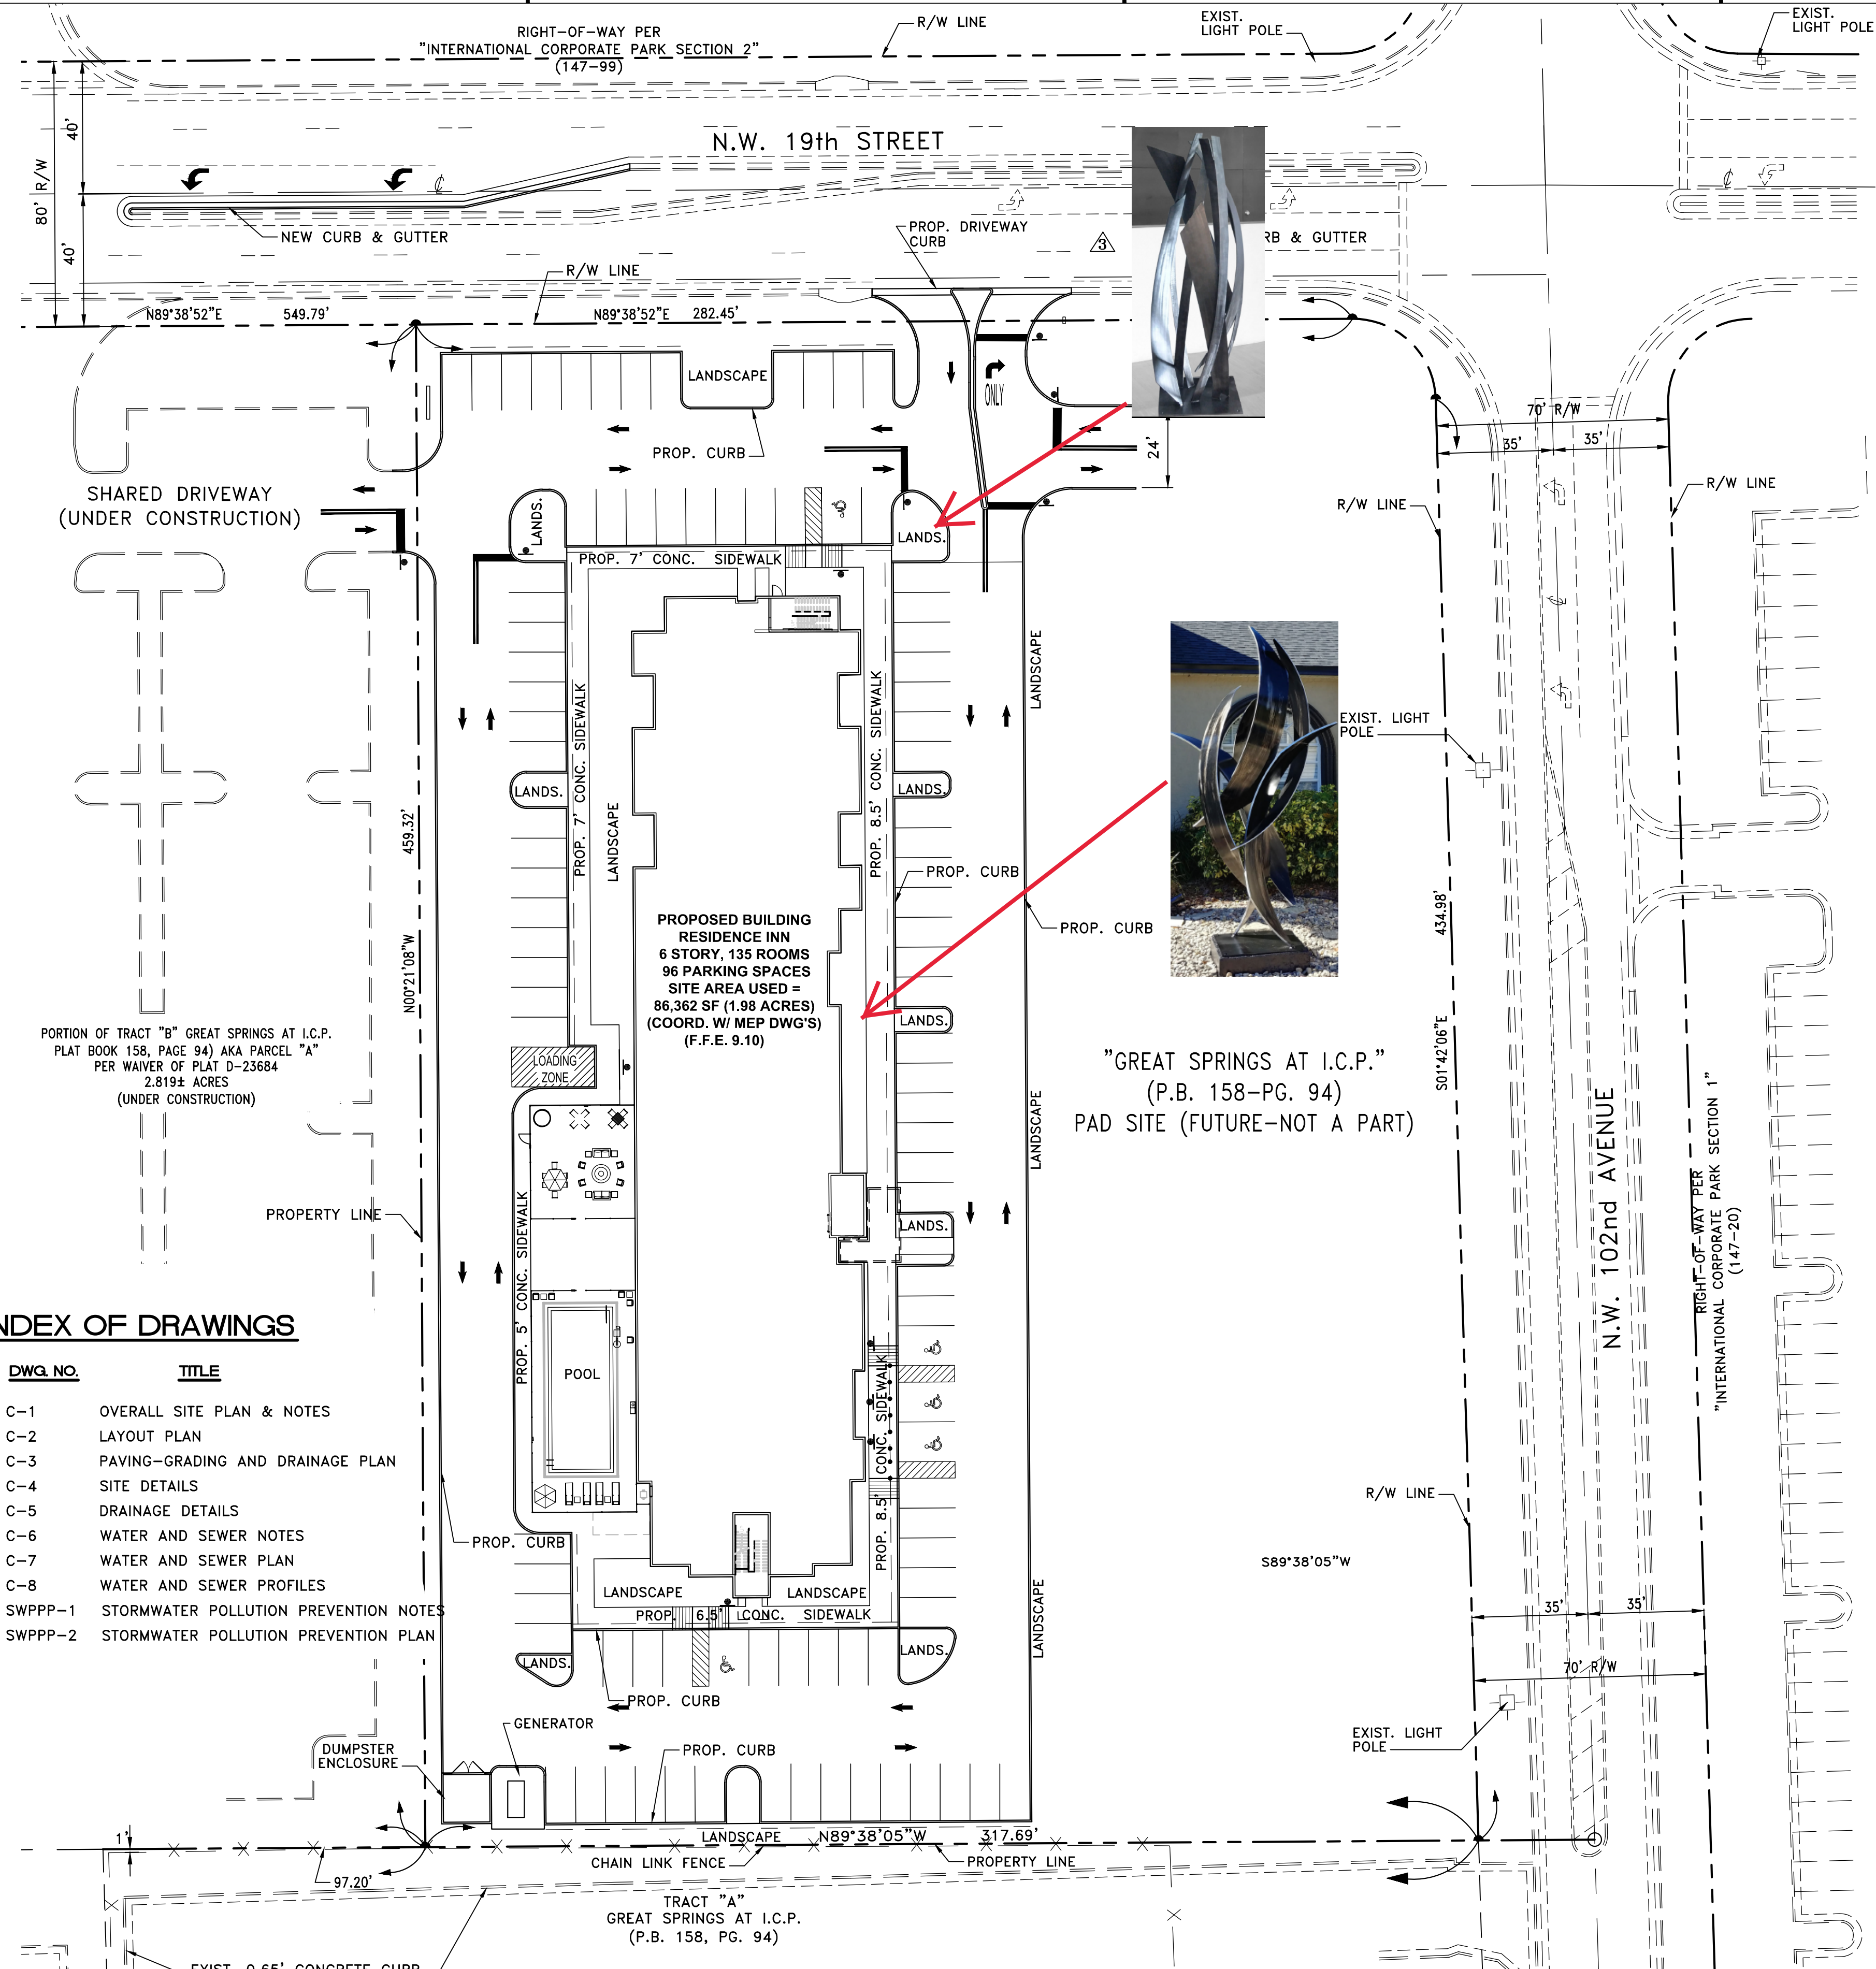 RIGHT-OF-WAY PER
"INTERNATIONAL CORPORATE PARK SECTION 2"
(147-99)
R/W LINE
EXIST.
LIGHT POLE
EXIST.
LIGHT POLE
40'
80' R/W
40'
N.W. 19th STREET
NEW CURB & GUTTER
PROP. DRIVEWAY
CURB
3
RB & GUTTER
R/W LINE
N89°38'52"E 549.79'
N89°38'52"E 282.45'
LANDSCAPE
ONLY
PROP. CURB
24'
70' R/W
35'
35'
SHARED DRIVEWAY
(UNDER CONSTRUCTION)
R/W LINE
R/W LINE
LANDS.
LANDS.
PROP. 7' CONC. SIDEWALK
LANDSCAPE
PROP. 7' CONC. SIDEWALK
PROP. 8.5' CONC. SIDEWALK
EXIST. LIGHT
POLE
LANDS.
LANDS.
LANDSCAPE
459.32'
N00°21'08"W
PROP. CURB
PROP. CURB
434.98'
S01°42'06"E
PROPOSED BUILDING
RESIDENCE INN
6 STORY, 135 ROOMS
96 PARKING SPACES
SITE AREA USED =
86,362 SF (1.98 ACRES)
(COORD. W/ MEP DWG'S)
(F.F.E. 9.10)
LANDS.
PORTION OF TRACT "B" GREAT SPRINGS AT I.C.P.
PLAT BOOK 158, PAGE 94) AKA PARCEL "A"
PER WAIVER OF PLAT D-23684
2.819± ACRES
(UNDER CONSTRUCTION)
LOADING
ZONE
"GREAT SPRINGS AT I.C.P."
(P.B. 158-PG. 94)
PAD SITE (FUTURE-NOT A PART)
LANDSCAPE
N.W. 102nd AVENUE
RIGHT-OF-WAY PER
"INTERNATIONAL CORPORATE PARK SECTION 1"
(147-20)
PROPERTY LINE
PROP. 5' CONC. SIDEWALK
LANDS.
NDEX OF DRAWINGS
DWG. NO. TITLE
C-1 OVERALL SITE PLAN & NOTES
C-2 LAYOUT PLAN
C-3 PAVING-GRADING AND DRAINAGE PLAN
C-4 SITE DETAILS
C-5 DRAINAGE DETAILS
C-6 WATER AND SEWER NOTES
C-7 WATER AND SEWER PLAN
C-8 WATER AND SEWER PROFILES
SWPPP-1 STORMWATER POLLUTION PREVENTION NOTES
SWPPP-2 STORMWATER POLLUTION PREVENTION PLAN
POOL
PROP. 8.5' CONC. SIDEWALK
R/W LINE
PROP. CURB
S89°38'05"W
LANDSCAPE
LANDSCAPE
PROP. 6.5' CONC. SIDEWALK
LANDSCAPE
35'
35'
LANDS.
LANDS.
70' R/W
PROP. CURB
GENERATOR
DUMPSTER
ENCLOSURE
PROP. CURB
EXIST. LIGHT
POLE
1'
LANDSCAPE
N89°38'05"W 317.69'
CHAIN LINK FENCE
PROPERTY LINE
97.20'
TRACT "A"
GREAT SPRINGS AT I.C.P.
(P.B. 158, PG. 94)
EXIST. 0.65' CONCRETE CURB